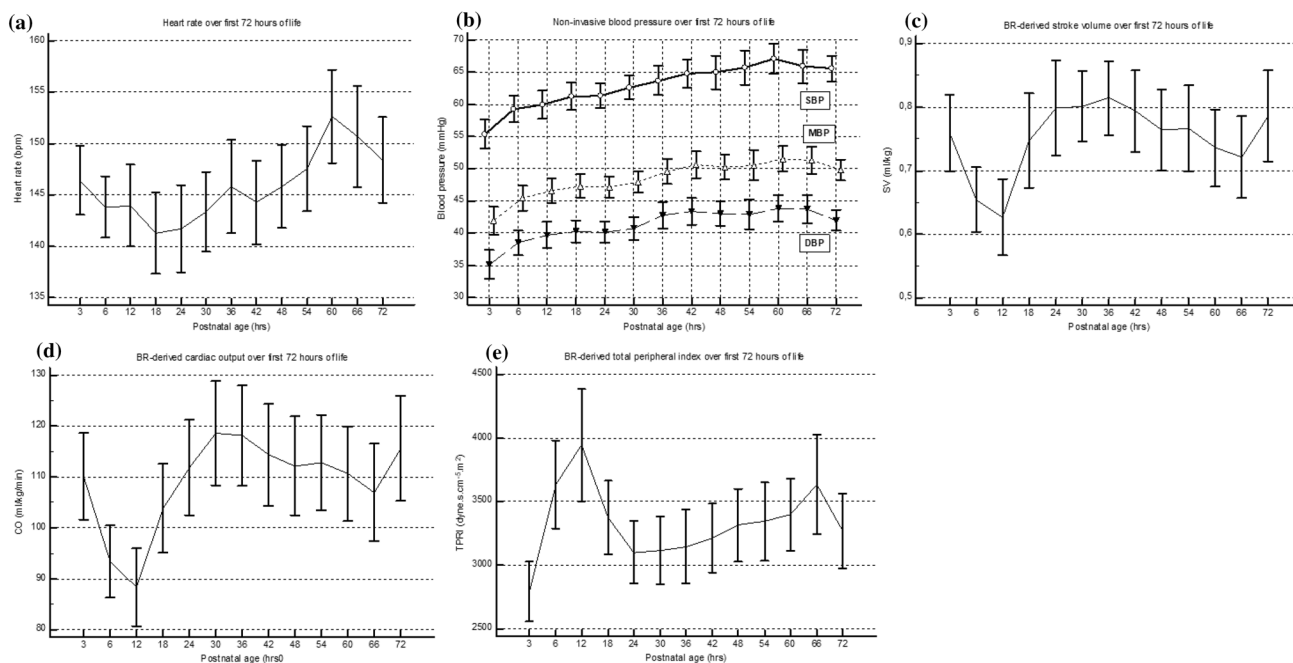 (a)
Heart rate over first 72 hours of life
160
155
150
145
140
135
Heart rate (bpm)
3 6 12 18 24 30 36 42 48 54 60 66 72
Postnatal age (hrs)
(b)
Non-invasive blood pressure over first 72 hours of life
70
65
60
55
50
45
40
35
30
Blood pressure (mmHg)
SBP
MBP
DBP
3 6 12 18 24 30 36 42 48 54 60 66 72
Postnatal age (hrs)
(c)
BR-derived stroke volume over first 72 hours of life
0,9
0,8
0,7
0,6
0,5
SV (ml/kg)
3 6 12 18 24 30 36 42 48 54 60 66 72
Postnatal age (hrs)
(d)
BR-derived cardiac output over first 72 hours of life
130
120
110
100
90
80
CO (ml/kg/min)
3 6 12 18 24 30 36 42 48 54 60 66 72
Postnatal age (hrs0
(e)
BR-derived total peripheral index over first 72 hours of life
4500
4000
3500
3000
2500
TPRI (dyne.s.cm⁻⁵.m²)
3 6 12 18 24 30 36 42 48 54 60 66 72
Postnatal age (hrs)